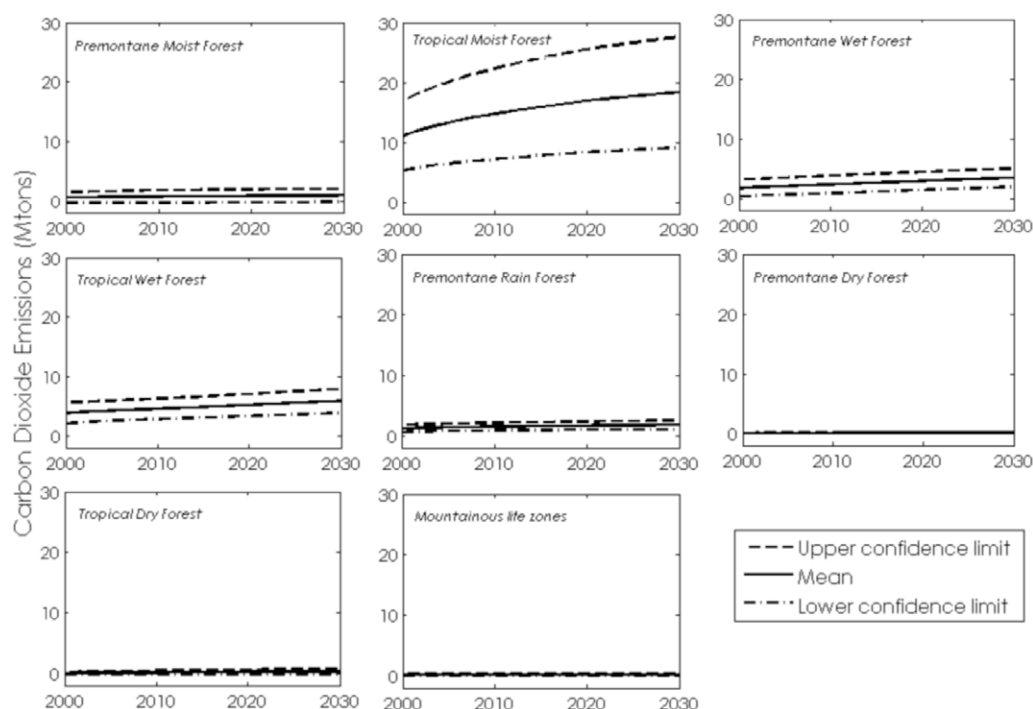 Carbon Dioxide Emissions (Mtons)
Premontane Moist Forest
30
20
10
0
2000 2010 2020 2030
Tropical Moist Forest
30
20
10
0
2000 2010 2020 2030
Premontane Wet Forest
30
20
10
0
2000 2010 2020 2030
Tropical Wet Forest
30
20
10
0
2000 2010 2020 2030
Premontane Rain Forest
30
20
10
0
2000 2010 2020 2030
Premontane Dry Forest
30
20
10
0
2000 2010 2020 2030
Tropical Dry Forest
30
20
10
0
2000 2010 2020 2030
Mountainous life zones
30
20
10
0
2000 2010 2020 2030
Upper confidence limit
Mean
Lower confidence limit